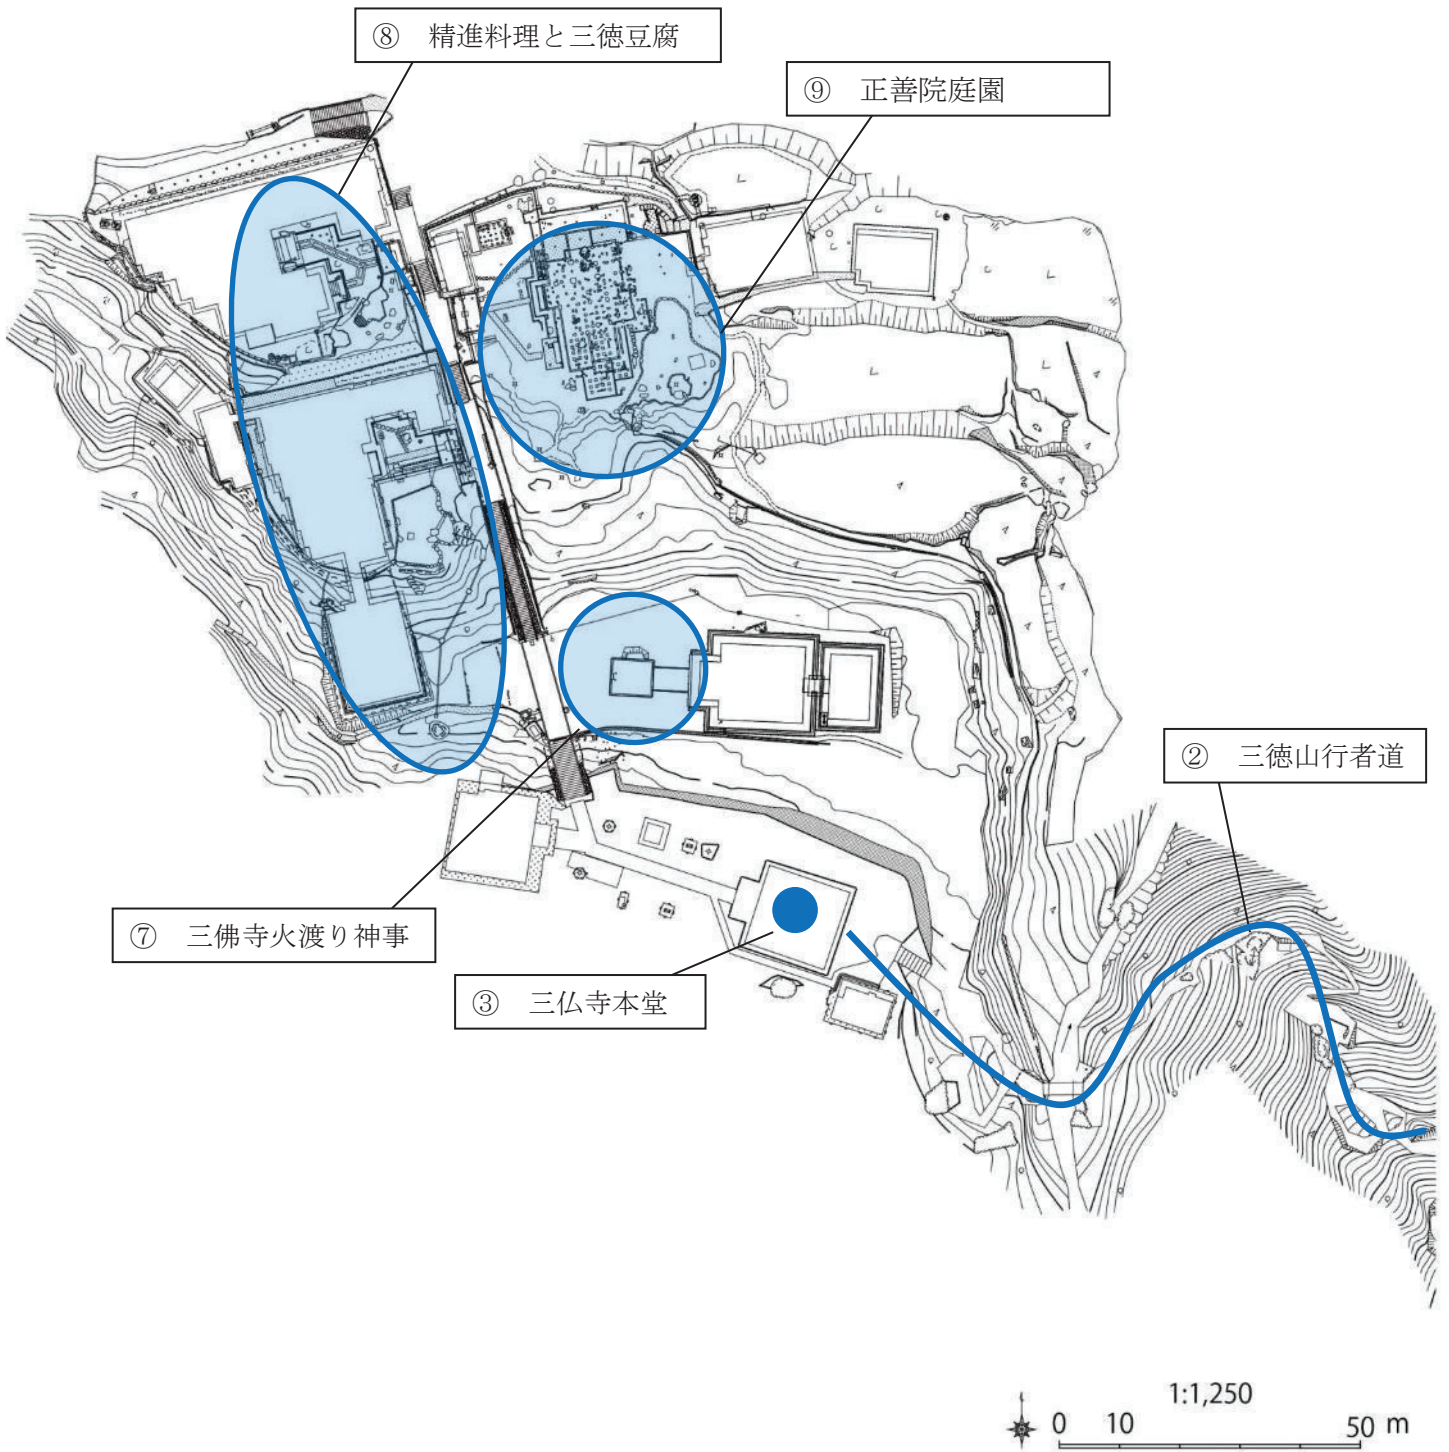 ⑧ 精進料理と三徳豆腐
⑨ 正善院庭園
② 三徳山行者道
⑦ 三佛寺火渡り神事
③ 三仏寺本堂
1:1,250
0 10 50 m